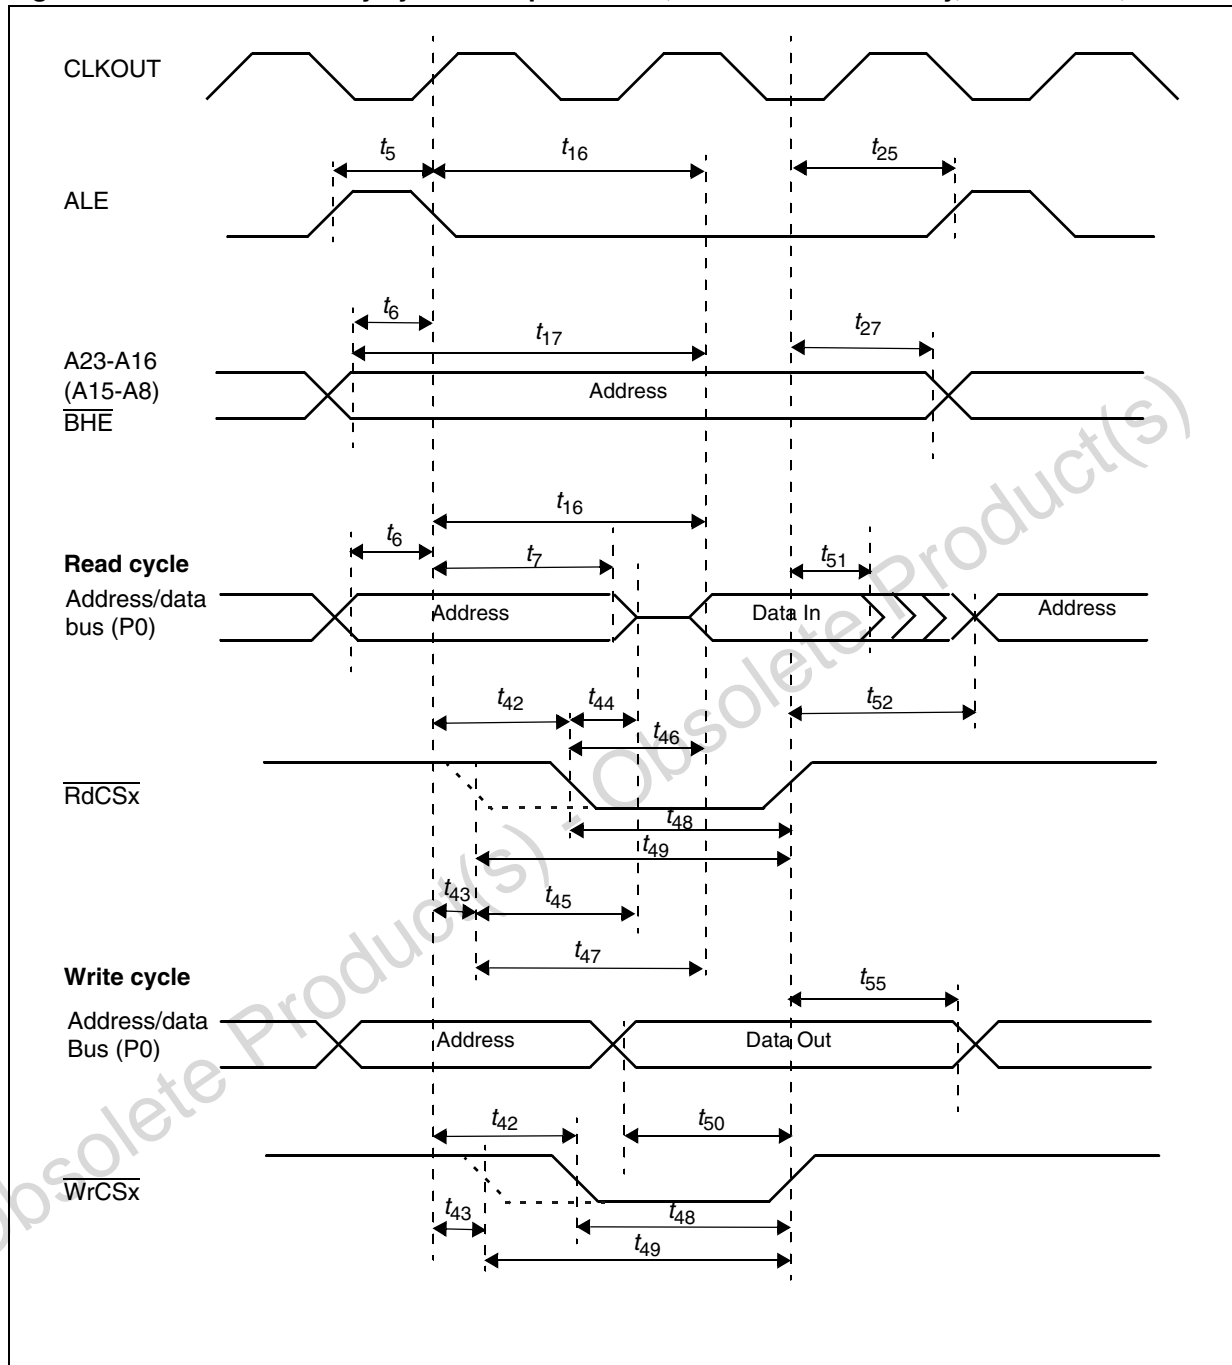 CLKOUT
t5
t16
t25
ALE
t6
t17
t27
A23-A16
(A15-A8)
BHE
Address
t16
t6
t7
t51
Read cycle
Address/data
bus (P0)
Address
Data In
Address
t42
t44
t52
t46
RdCSx
t48
t49
t43
t45
t47
Write cycle
t55
Address/data
Bus (P0)
Address
Data Out
t42
t50
WrCSx
t43
t48
t49
Obsolete Product(s) - Obsolete Product(s)